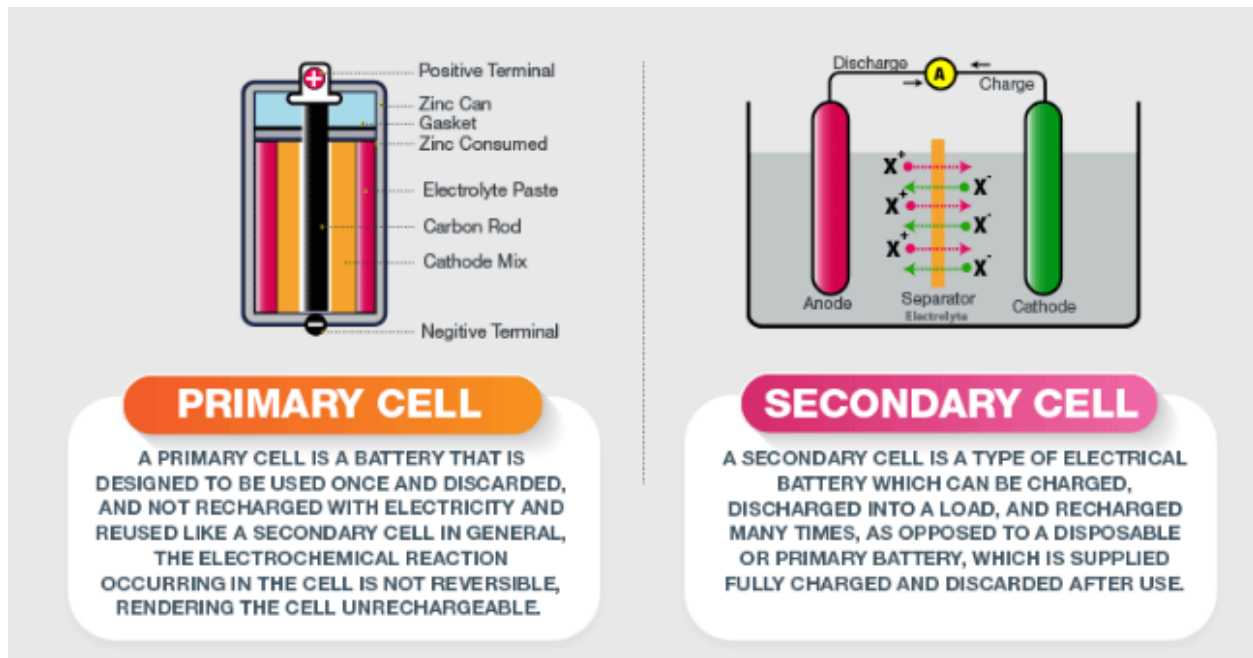 Positive Terminal
Zinc Can
Gasket
Zinc Consumed
Electrolyte Paste
Carbon Rod
Cathode Mix
Negitive Terminal
PRIMARY CELL
A PRIMARY CELL IS A BATTERY THAT IS
DESIGNED TO BE USED ONCE AND DISCARDED,
AND NOT RECHARGED WITH ELECTRICITY AND
REUSED LIKE A SECONDARY CELL IN GENERAL,
THE ELECTROCHEMICAL REACTION
OCCURRING IN THE CELL IS NOT REVERSIBLE,
RENDERING THE CELL UNRECHARGEABLE.
Discharge
A
Charge
X+
X-
X+
X-
X+
X-
Anode
Separator
Electrolyte
Cathode
SECONDARY CELL
A SECONDARY CELL IS A TYPE OF ELECTRICAL
BATTERY WHICH CAN BE CHARGED,
DISCHARGED INTO A LOAD, AND RECHARGED
MANY TIMES, AS OPPOSED TO A DISPOSABLE
OR PRIMARY BATTERY, WHICH IS SUPPLIED
FULLY CHARGED AND DISCARDED AFTER USE.